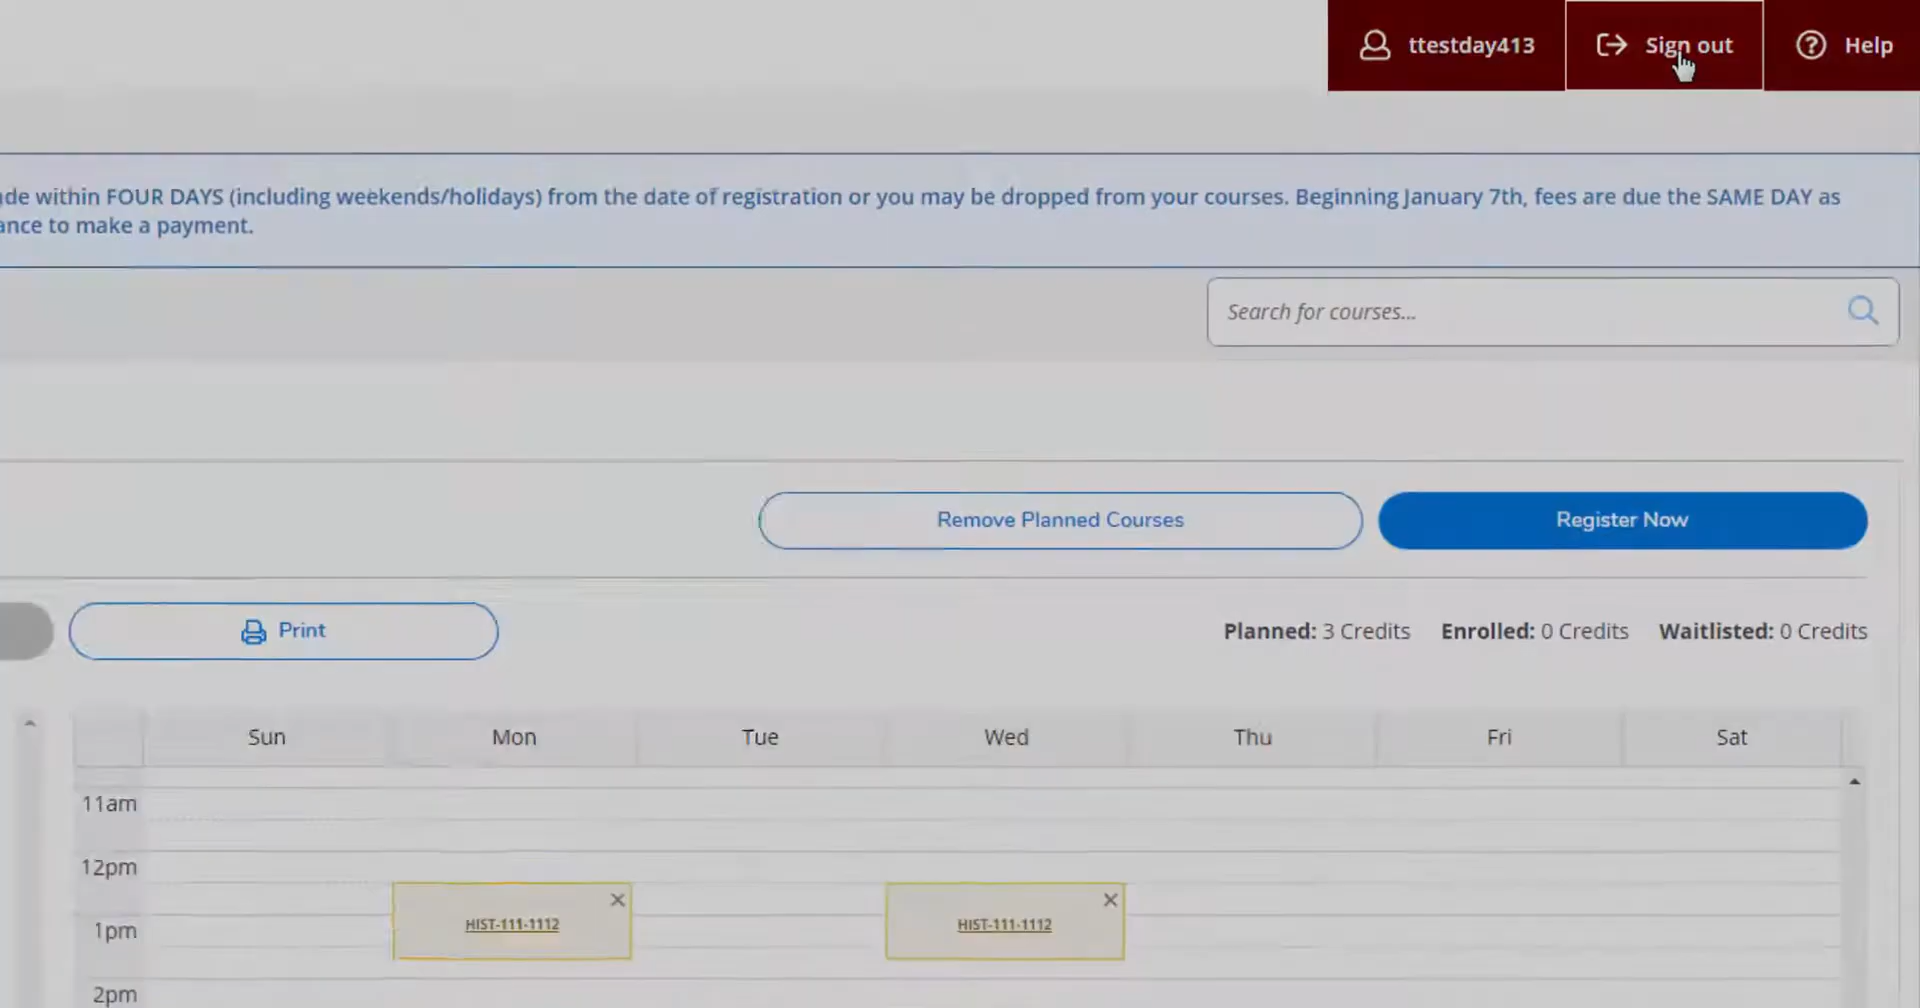 ttestday413 Sign out Help
de within FOUR DAYS (including weekends/holidays) from the date of registration or you may be dropped from your courses. Beginning January 7th, fees are due the SAME DAY as
ance to make a payment.
Search for courses...
Remove Planned Courses Register Now
Print Planned: 3 Credits Enrolled: 0 Credits Waitlisted: 0 Credits
Sun Mon Tue Wed Thu Fri Sat
11am
12pm
HIST-111-1112 HIST-111-1112
1pm
2pm